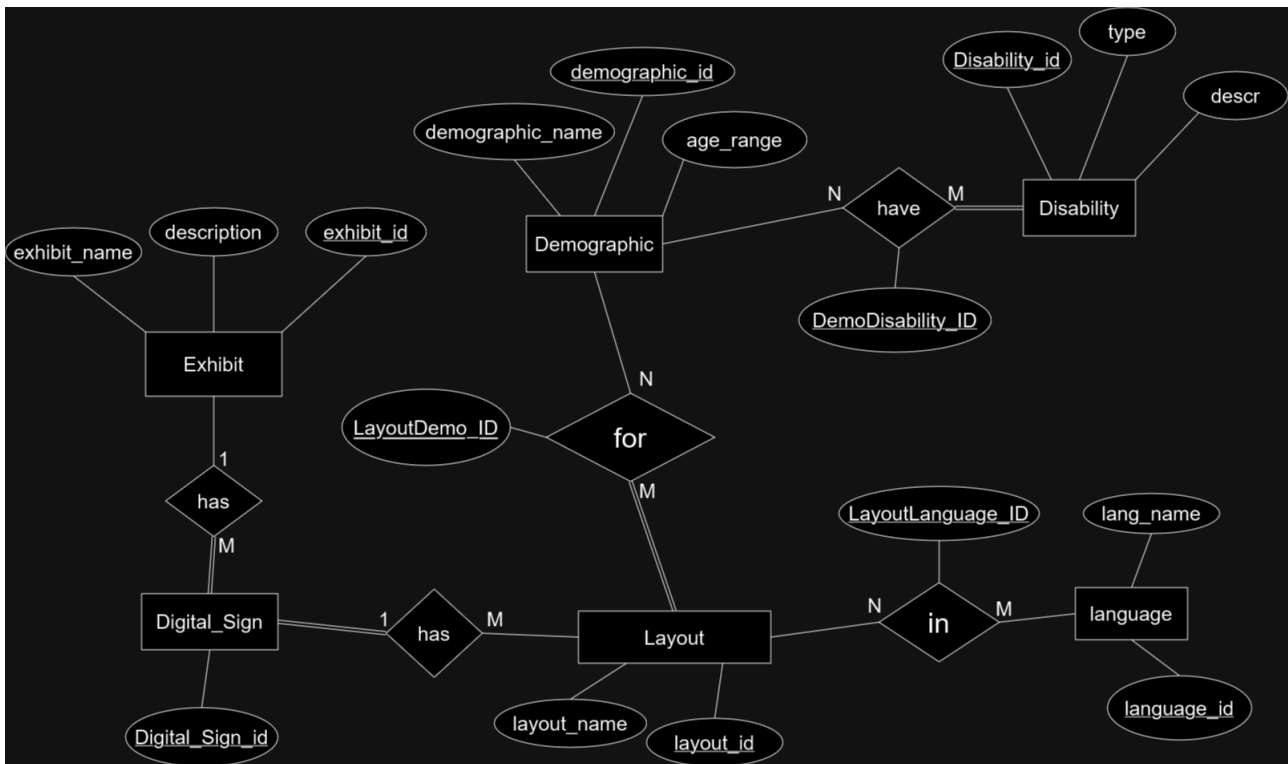 type
Disability_id
demographic_id
descr
demographic_name
age_range
N
M
have
Disability
description
exhibit_id
exhibit_name
Demographic
DemoDisability_ID
Exhibit
N
LayoutDemo_ID
for
1
M
has
LayoutLanguage_ID
lang_name
M
N
M
in
language
Digital_Sign
1
M
has
Layout
layout_name
language_id
Digital_Sign_id
layout_id